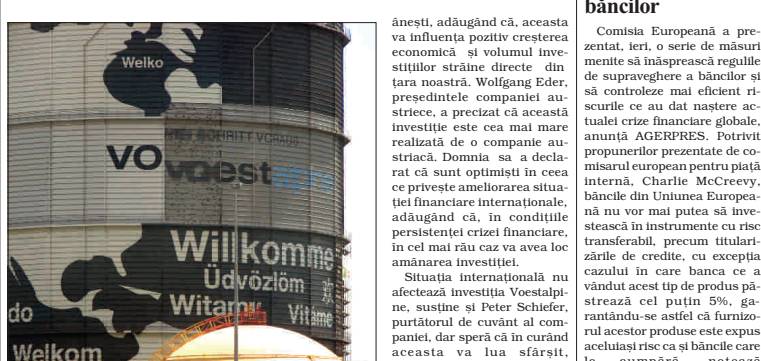 Welko
EINEN SCHRITT VORAUS
VO
voestalpine
Willkomme
Üdvözlöm
Witamy
Vitáme
do
Welkom
ânești, adăugând că, aceasta
va influența pozitiv creșterea
economică și volumul inve-
stițiilor străine directe din
țara noastră. Wolfgang Eder,
președintele companiei au-
striece, a precizat că această
investiție este cea mai mare
realizată de o companie au-
striacă. Domnia sa a decla-
rat că sunt optimiști în ceea
ce privește ameliorarea situa-
ției financiare internaționale,
adăugând că, în condițiile
persistenței crizei financiare,
în cel mai rău caz va avea loc
amânarea investiției.
Situația internațională nu
afectează investiția Voestalpi-
ne, susține și Peter Schiefer,
purtătorul de cuvânt al com-
paniei, dar speră că în curând
aceasta va lua sfârșit,
băncilor
Comisia Europeană a pre-
zentat, ieri, o serie de măsuri
menite să înăsprească regulile
de supraveghere a băncilor și
să controleze mai eficient ri-
scurile ce au dat naștere ac-
tualei crize financiare globale,
anunță AGERPRES. Potrivit
propunerilor prezentate de co-
misarul european pentru piață
internă, Charlie McCreevy,
băncile din Uniunea Europea-
nă nu vor mai putea să inve-
stească în instrumente cu risc
transferabil, precum titulari-
zările de credite, cu excepția
cazului în care banca ce a
vândut acest tip de produs pă-
strează cel puțin 5%, ga-
rantându-se astfel că furnizo-
rul acestor produse este expus
aceluiași risc ca și băncile care
le cumpără, notează